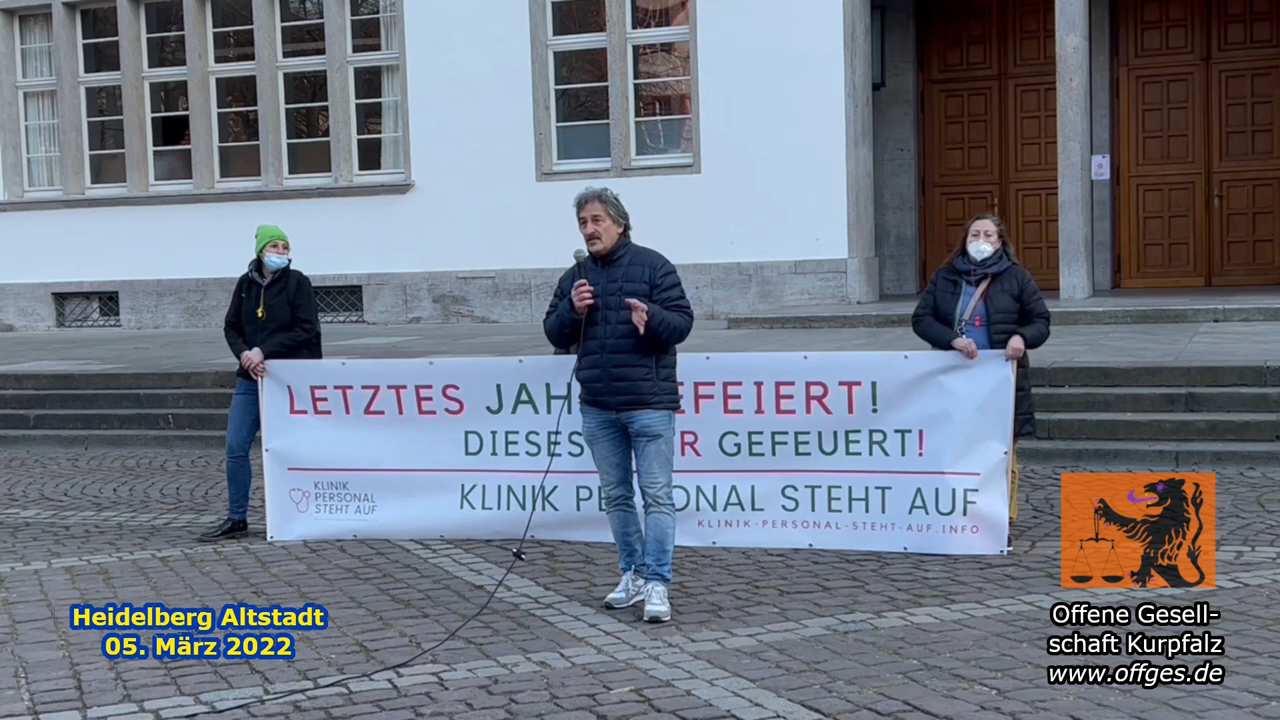 LETZTES JAH EFEIERT!
DIESES R GEFEUERT!
KLINIK PERSONAL STEHT AUF
KLINIK-PERSONAL-STEHT-AUF.INFO
KLINIK
PERSONAL
STEHT AUF
Heidelberg Altstadt
05. März 2022
Offene Gesell-
schaft Kurpfalz
www.offges.de